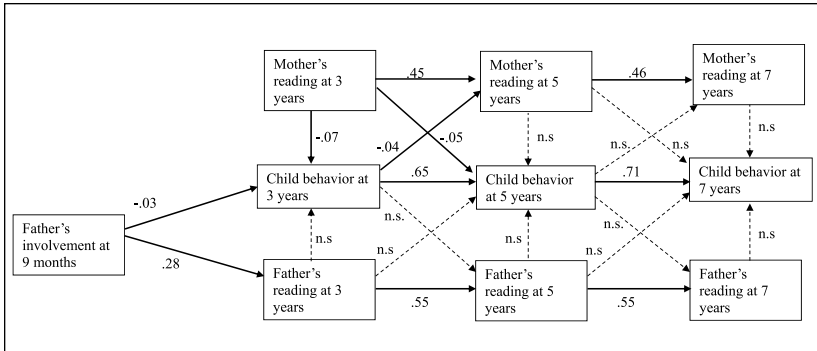 Mother's
reading at 3
years
.45
Mother's
reading at 5
years
.46
Mother's
reading at 7
years
-.07
-.04
-.05
n.s
n.s.
n.s
n.s
Child behavior at
3 years
.65
Child behavior
at 5 years
.71
Child behavior at
7 years
-.03
Father's
involvement at
9 months
.28
n.s
n.s.
n.s
n.s
n.s.
n.s
n.s
Father's
reading at 3
years
.55
Father's
reading at 5
years
.55
Father's
reading at 7
years